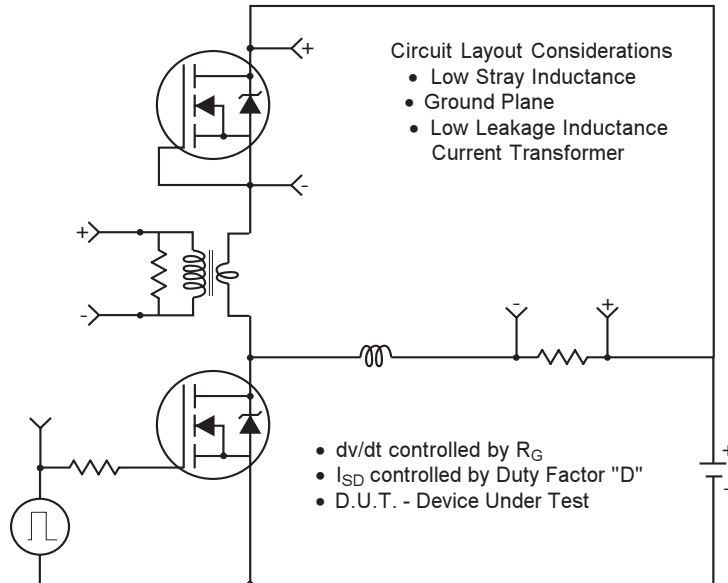 +
Circuit Layout Considerations
• Low Stray Inductance
• Ground Plane
• Low Leakage Inductance
Current Transformer
-
+
-
-
+
• dv/dt controlled by RG
• ISD controlled by Duty Factor "D"
• D.U.T. - Device Under Test
+
-